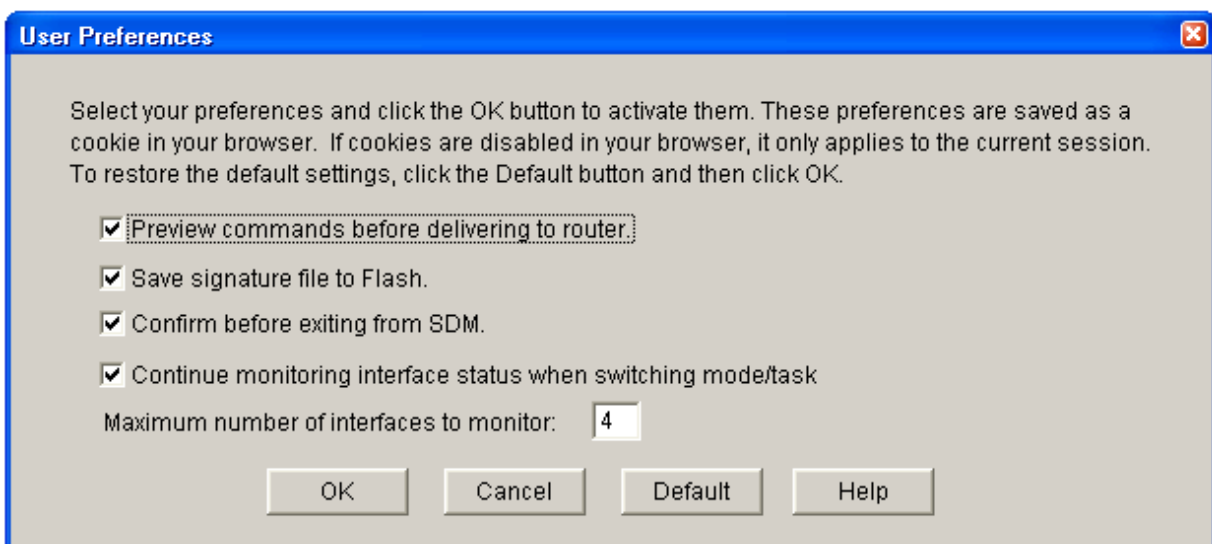 User Preferences
Select your preferences and click the OK button to activate them. These preferences are saved as a
cookie in your browser.  If cookies are disabled in your browser, it only applies to the current session.
To restore the default settings, click the Default button and then click OK.
Preview commands before delivering to router.
Save signature file to Flash.
Confirm before exiting from SDM.
Continue monitoring interface status when switching mode/task
Maximum number of interfaces to monitor: 4
OK Cancel Default Help